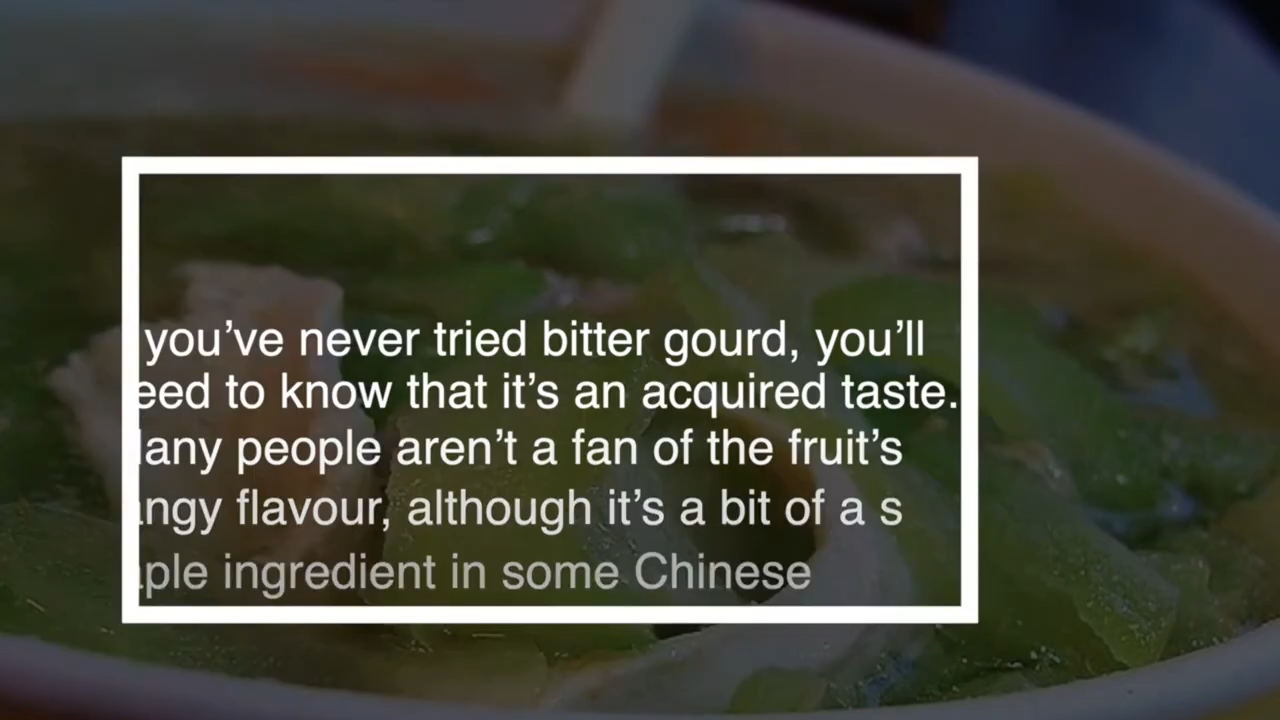 you’ve never tried bitter gourd, you’ll
eed to know that it’s an acquired taste.
any people aren’t a fan of the fruit’s
ngy flavour, although it’s a bit of a s
ple ingredient in some Chinese